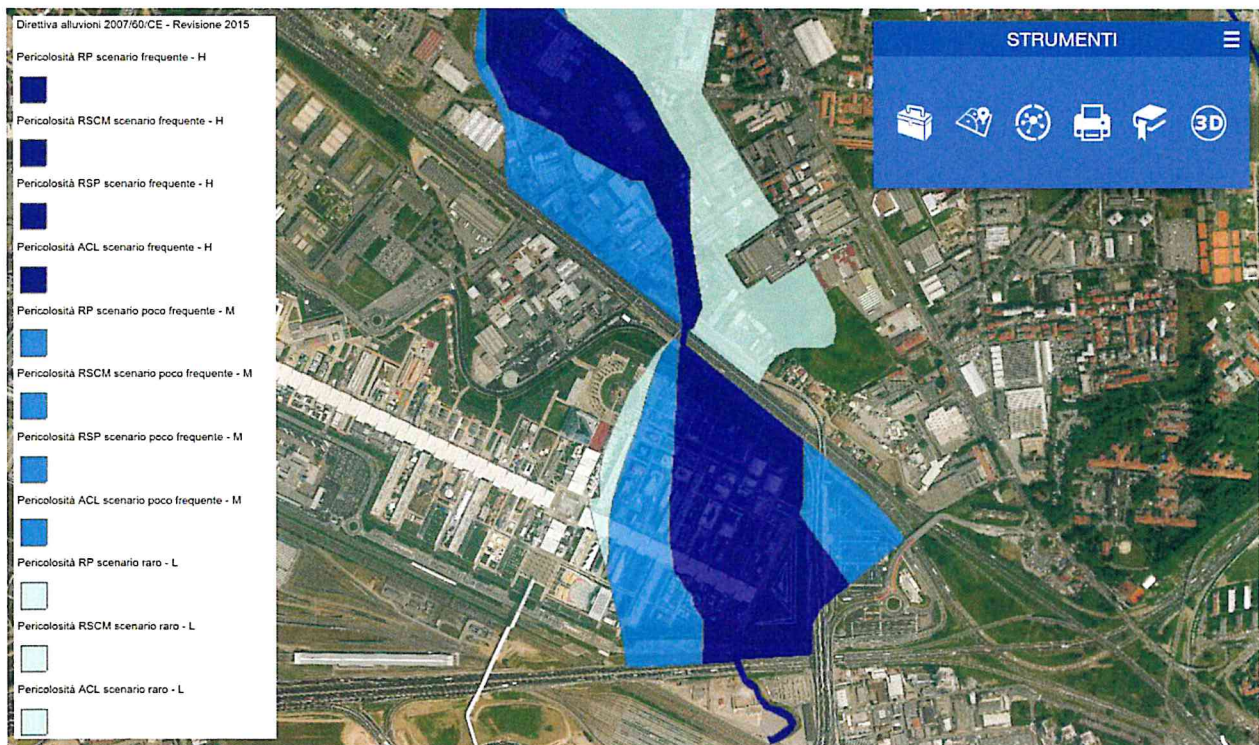 Direttiva alluvioni 2007/60/CE - Revisione 2015
Pericolosità RP scenario frequente - H
Pericolosità RSCM scenario frequente - H
Pericolosità RSP scenario frequente - H
Pericolosità ACL scenario frequente - H
Pericolosità RP scenario poco frequente - M
Pericolosità RSCM scenario poco frequente - M
Pericolosità RSP scenario poco frequente - M
Pericolosità ACL scenario poco frequente - M
Pericolosità RP scenario raro - L
Pericolosità RSCM scenario raro - L
Pericolosità ACL scenario raro - L
STRUMENTI
3D